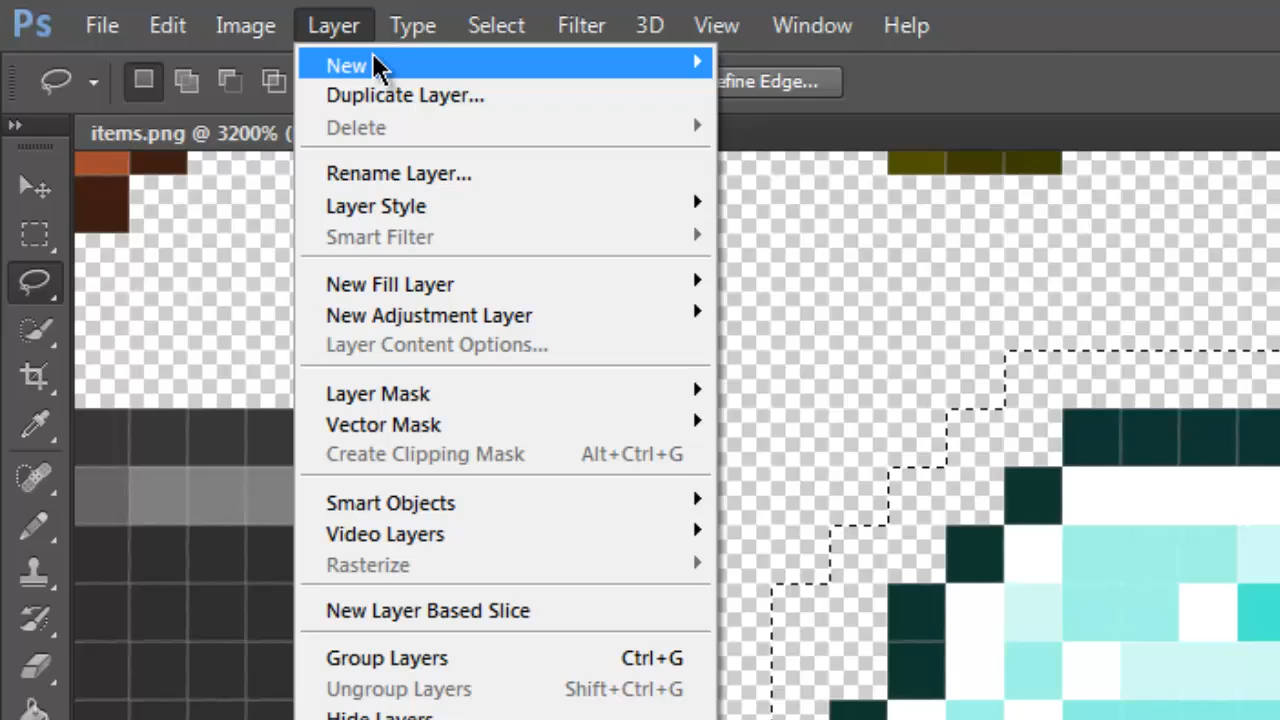 Ps File Edit Image Layer Type Select Filter 3D View Window Help
efine Edge...
items.png @ 3200% (
New
Duplicate Layer...
Delete
Rename Layer...
Layer Style
Smart Filter
New Fill Layer
New Adjustment Layer
Layer Content Options...
Layer Mask
Vector Mask
Create Clipping Mask Alt+Ctrl+G
Smart Objects
Video Layers
Rasterize
New Layer Based Slice
Group Layers Ctrl+G
Ungroup Layers Shift+Ctrl+G
Hide Layers